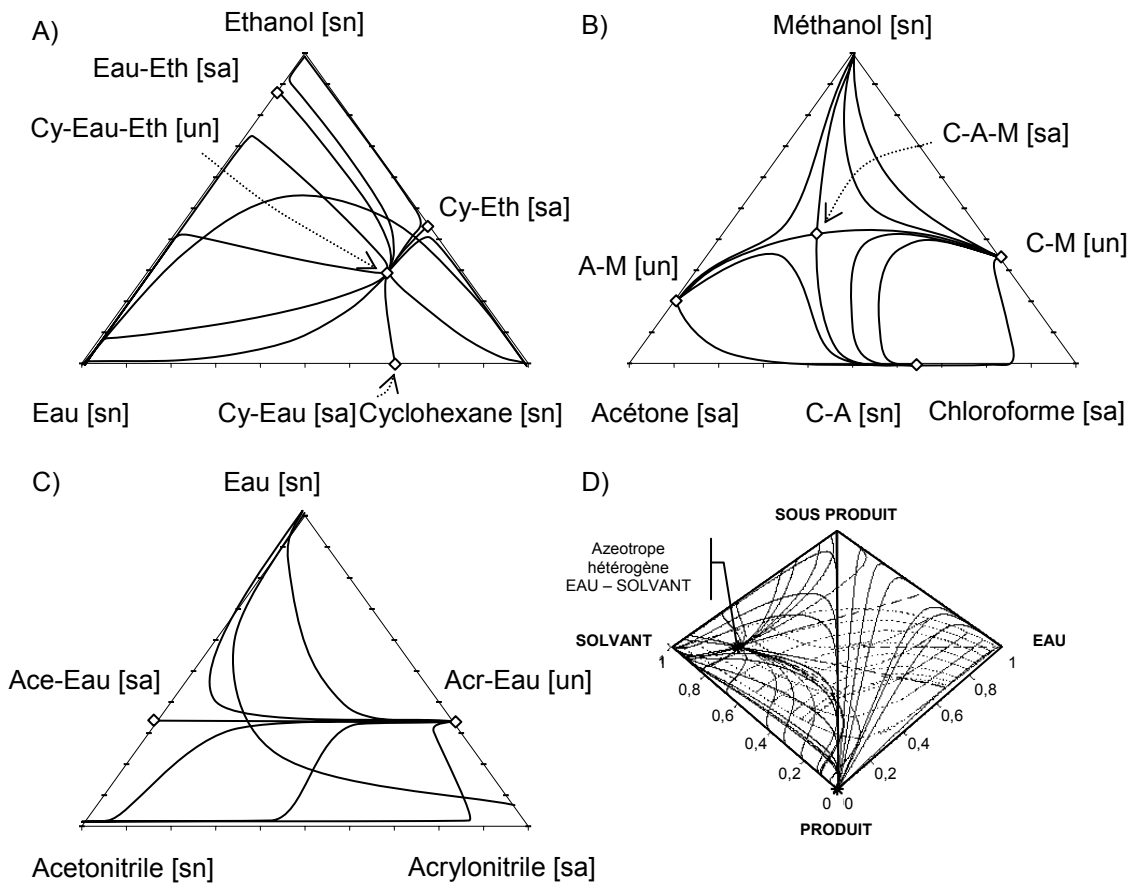 A)
Ethanol [sn]
Eau-Eth [sa]
Cy-Eau-Eth [un]
Cy-Eth [sa]
Eau [sn]
Cy-Eau [sa]
Cyclohexane [sn]
B)
Méthanol [sn]
C-A-M [sa]
C-M [un]
A-M [un]
Acétone [sa]
C-A [sn]
Chloroforme [sa]
C)
Eau [sn]
Ace-Eau [sa]
Acr-Eau [un]
Acetonitrile [sn]
Acrylonitrile [sa]
D)
SOUS PRODUIT
Azeotrope
hétérogène
EAU – SOLVANT
SOLVANT
EAU
1
1
0,8
0,8
0,6
0,6
0,4
0,4
0,2
0,2
0 0
PRODUIT